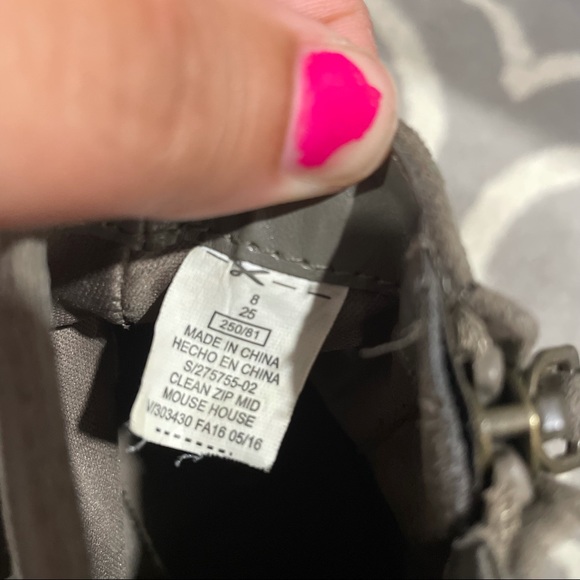 8
25
250/81
MADE IN CHINA
HECHO EN CHINA
S/275755-02
CLEAN ZIP MID
MOUSE HOUSE
V/303430 FA16 05/16